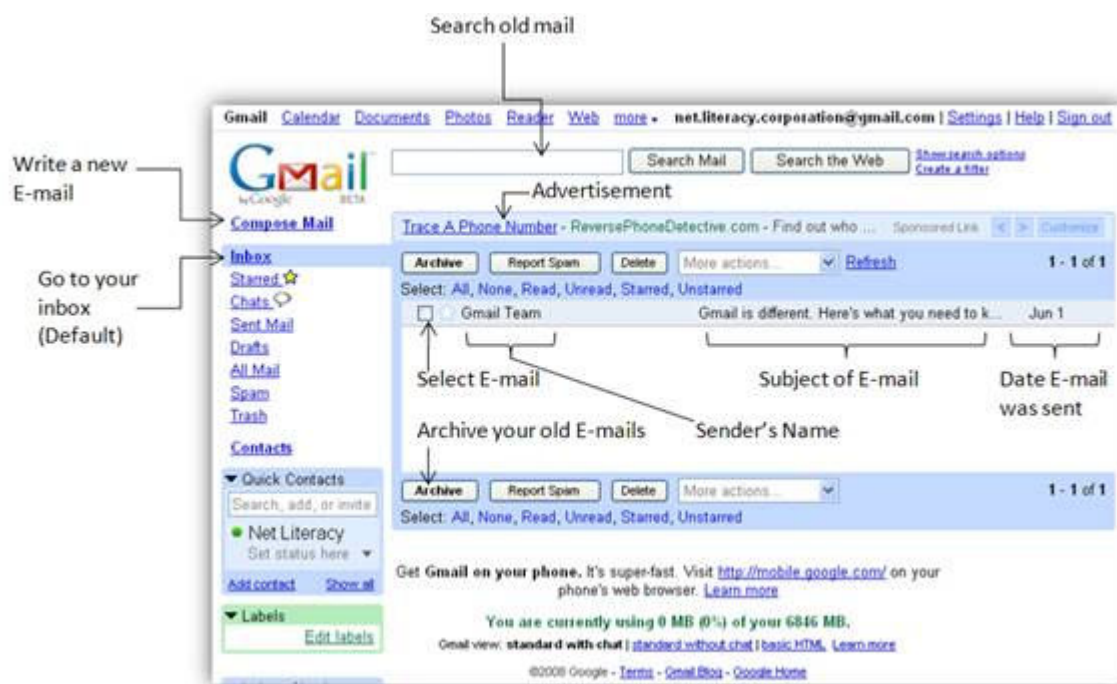 Search old mail
Gmail Calendar Documents Photos Reader Web more net.literacy.corporation@gmail.com | Settings | Help | Sign out
Write a new
E-mail
Gmail
by Google BETA
Search Mail Search the Web Show search options
Create a filter
Advertisement
Compose Mail
Trace A Phone Number - ReversePhoneDetective.com - Find out who ... Sponsored Link < > Customize
Go to your
inbox
(Default)
Inbox
Starred
Chats
Sent Mail
Drafts
All Mail
Spam
Trash
Contacts
Archive Report Spam Delete More actions... Refresh 1 - 1 of 1
Select: All, None, Read, Unread, Starred, Unstarred
Gmail Team Gmail is different. Here's what you need to k... Jun 1
Select E-mail Subject of E-mail Date E-mail
was sent
Archive your old E-mails Sender's Name
Quick Contacts
Search, add, or invite
Net Literacy
Set status here
Add contact Show all
Labels
Edit labels
Archive Report Spam Delete More actions... 1 - 1 of 1
Select: All, None, Read, Unread, Starred, Unstarred
Get Gmail on your phone. It's super-fast. Visit http://mobile.google.com/ on your
phone's web browser. Learn more
You are currently using 0 MB (0%) of your 6846 MB.
Gmail view: standard with chat | standard without chat | basic HTML Learn more
©2008 Google - Terms - Gmail Blog - Google Home